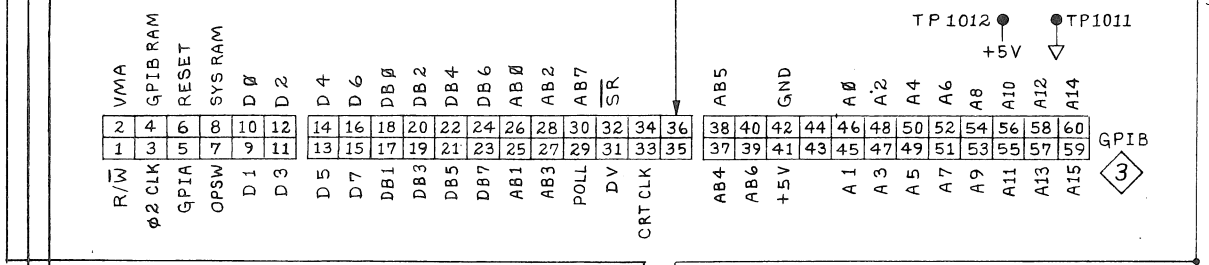 TP1012 TP1011
+5V
VMA GPIB RAM RESET SYS RAM DØ D2 D4 D6 DBØ DB2 DB4 DB6 ABØ AB2 AB7 SR AB5 GND AØ A2 A4 A6 A8 A10 A12 A14
2 4 6 8 10 12 14 16 18 20 22 24 26 28 30 32 34 36 38 40 42 44 46 48 50 52 54 56 58 60
1 3 5 7 9 11 13 15 17 19 21 23 25 27 29 31 33 35 37 39 41 43 45 47 49 51 53 55 57 59
GPIB
3
R/W̅ ϕ2 CLK GPIA OPSW D1 D3 D5 D7 DB1 DB3 DB5 DB7 AB1 AB3 POLL DV CRT CLK AB4 AB6 +5V A1 A3 A5 A7 A9 A11 A13 A15